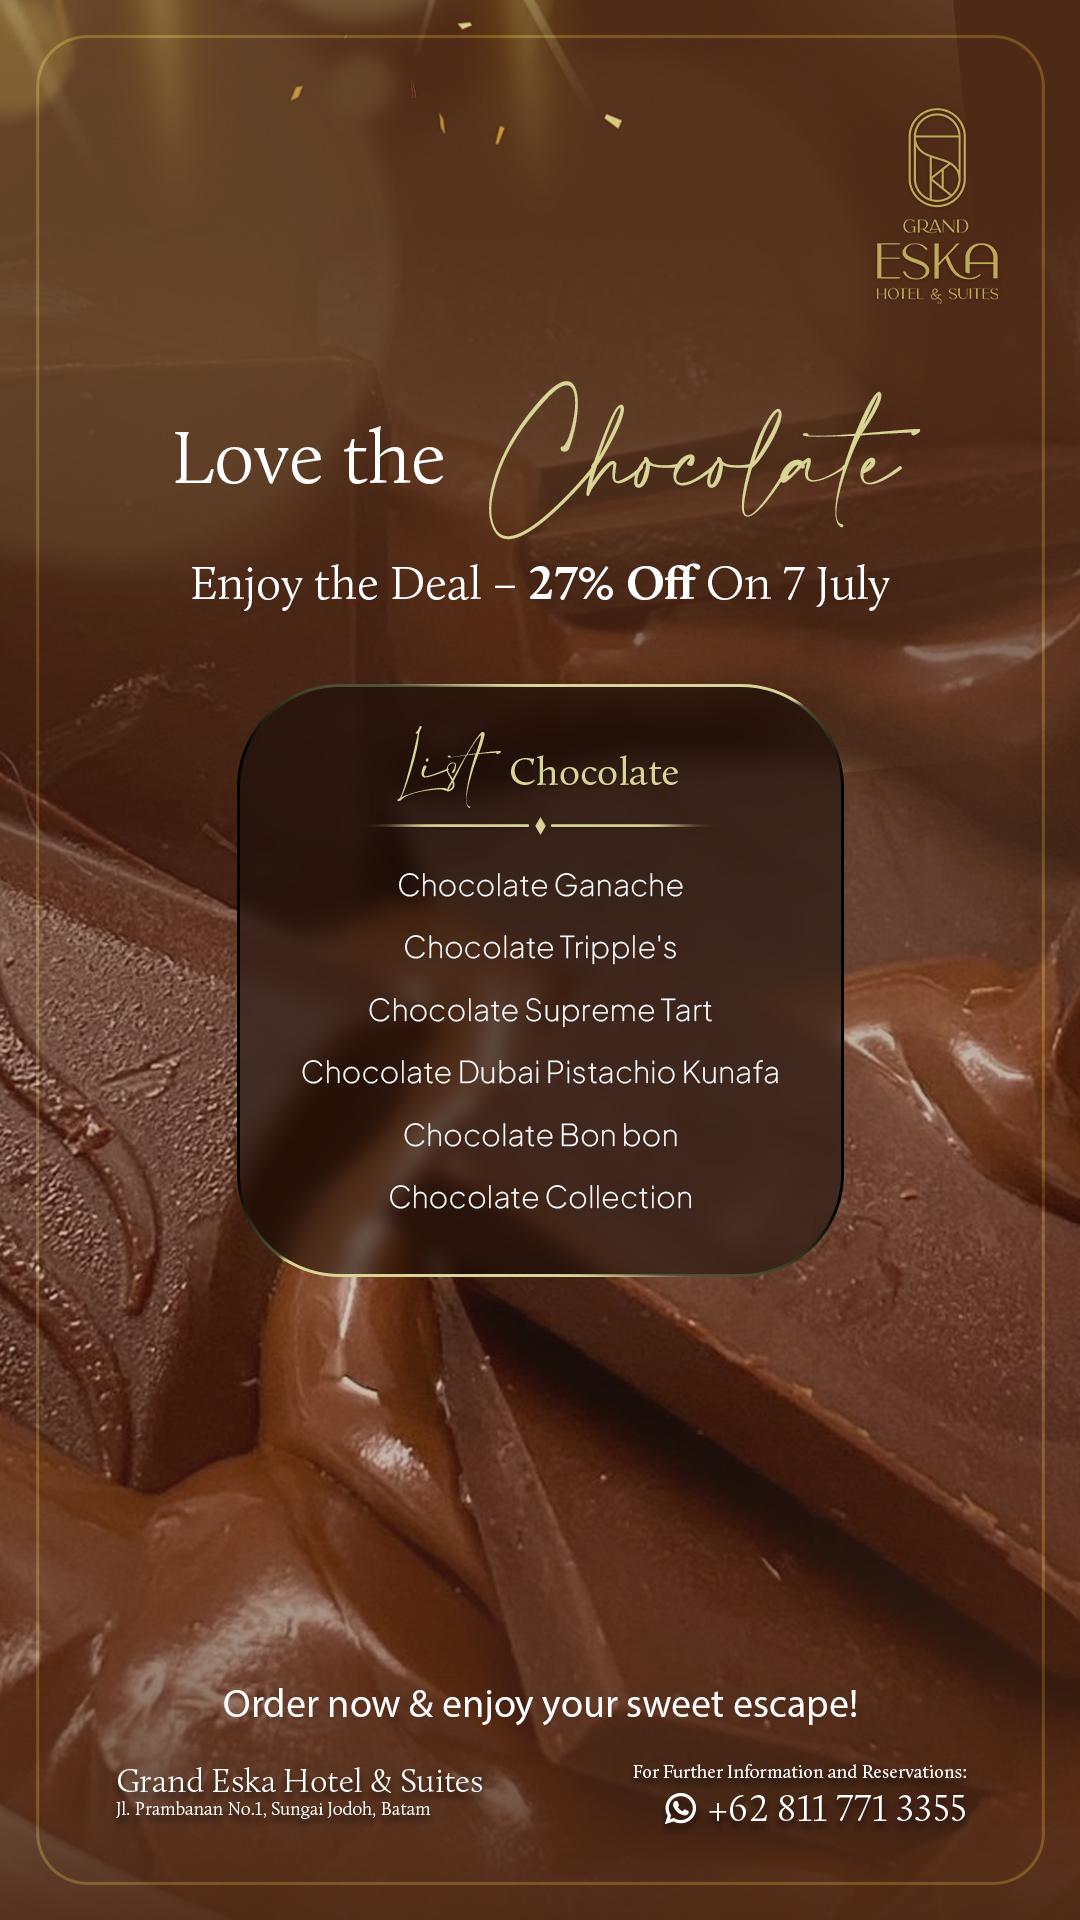 GRAND
ESKA
HOTEL & SUITES
Love the Chocolate
Enjoy the Deal – 27% Off On 7 July
List Chocolate
Chocolate Ganache
Chocolate Tripple's
Chocolate Supreme Tart
Chocolate Dubai Pistachio Kunafa
Chocolate Bon bon
Chocolate Collection
Order now & enjoy your sweet escape!
Grand Eska Hotel & Suites
Jl. Prambanan No.1, Sungai Jodoh, Batam
For Further Information and Reservations:
+62 811 771 3355